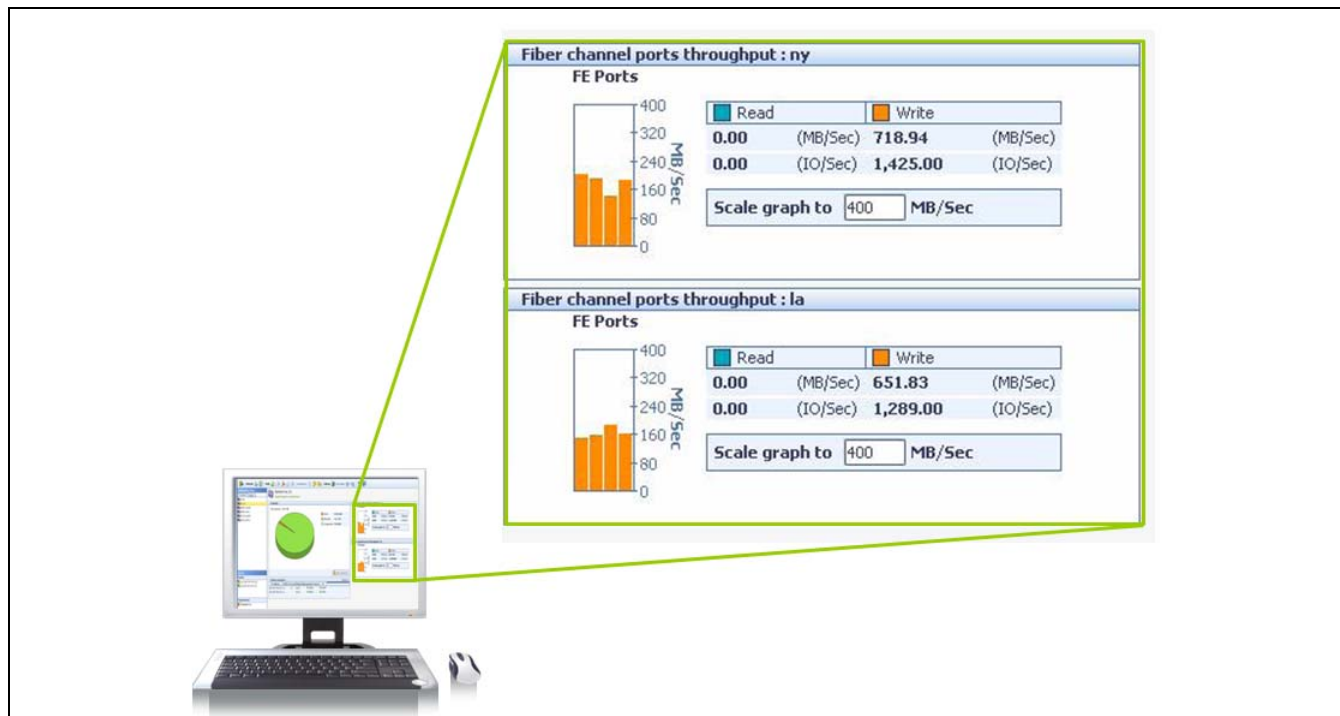 Fiber channel ports throughput : ny
FE Ports
400
320
240
160
80
0
MB/Sec
Read Write
0.00 (MB/Sec) 718.94 (MB/Sec)
0.00 (IO/Sec) 1,425.00 (IO/Sec)
Scale graph to 400 MB/Sec
Fiber channel ports throughput : la
FE Ports
400
320
240
160
80
0
MB/Sec
Read Write
0.00 (MB/Sec) 651.83 (MB/Sec)
0.00 (IO/Sec) 1,289.00 (IO/Sec)
Scale graph to 400 MB/Sec